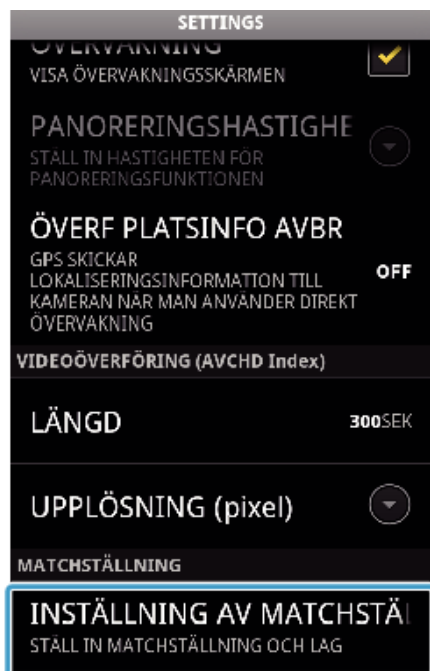 SETTINGS
ÖVERVAKNING
VISA ÖVERVAKNINGSSKÄRMEN
PANORERINGSHASTIGHE
STÄLL IN HASTIGHETEN FÖR
PANORERINGSFUNKTIONEN
ÖVERF PLATSINFO AVBR
GPS SKICKAR
LOKALISERINGSINFORMATION TILL
KAMERAN NÄR MAN ANVÄNDER DIREKT
ÖVERVAKNING
OFF
VIDEOÖVERFÖRING (AVCHD Index)
LÄNGD
300SEK
UPPLÖSNING (pixel)
MATCHSTÄLLNING
INSTÄLLNING AV MATCHSTÄL
STÄLL IN MATCHSTÄLLNING OCH LAG